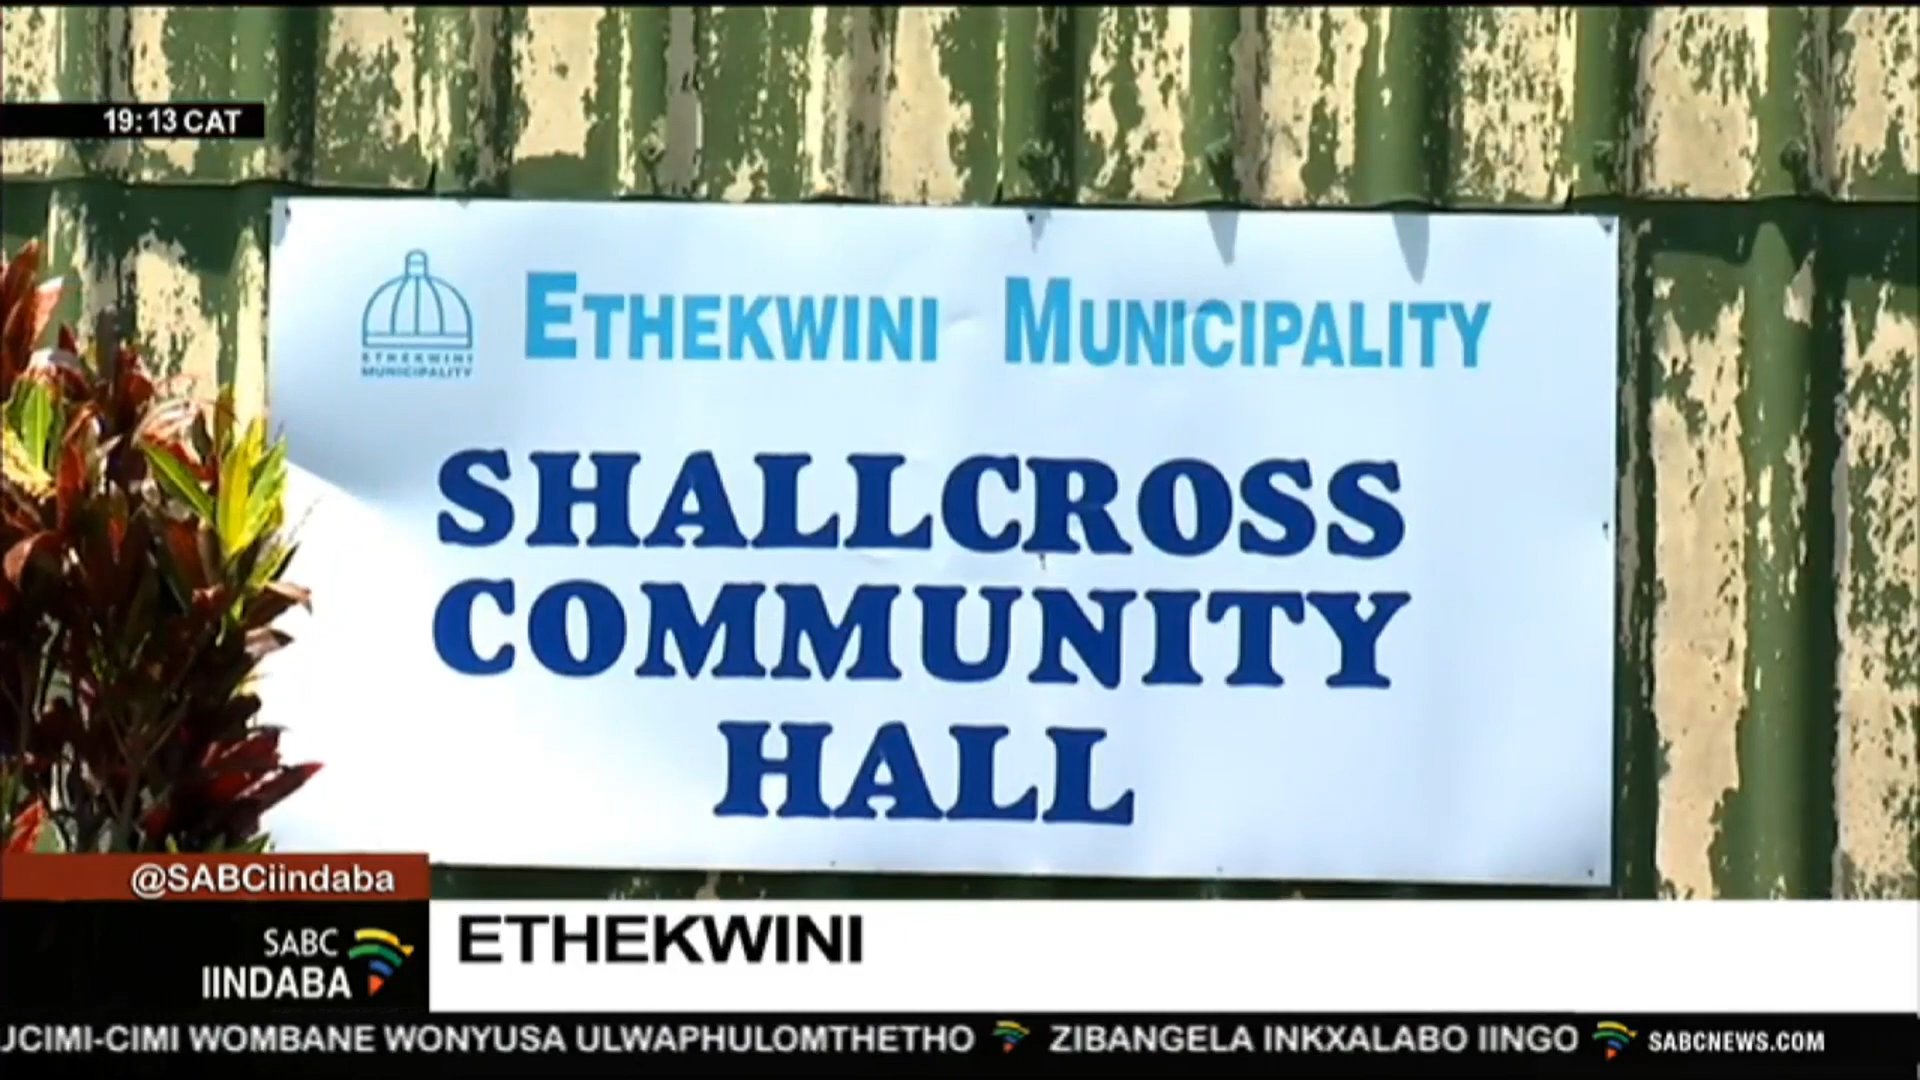 19:13 CAT
ETHEKWINI
MUNICIPALITY
ETHEKWINI MUNICIPALITY
SHALLCROSS
COMMUNITY
HALL
@SABCiindaba
SABC
IINDABA
ETHEKWINI
JCIMI-CIMI WOMBANE WONYUSA ULWAPHULOMTHETHO ZIBANGELA INKXALABO IINGO SABCNEWS.COM